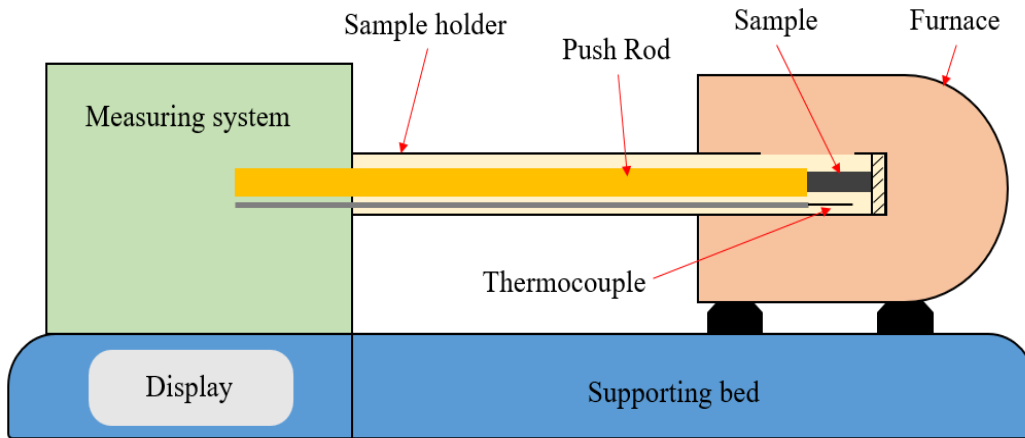 Sample holder
Push Rod
Sample
Furnace
Measuring system
Thermocouple
Display
Supporting bed